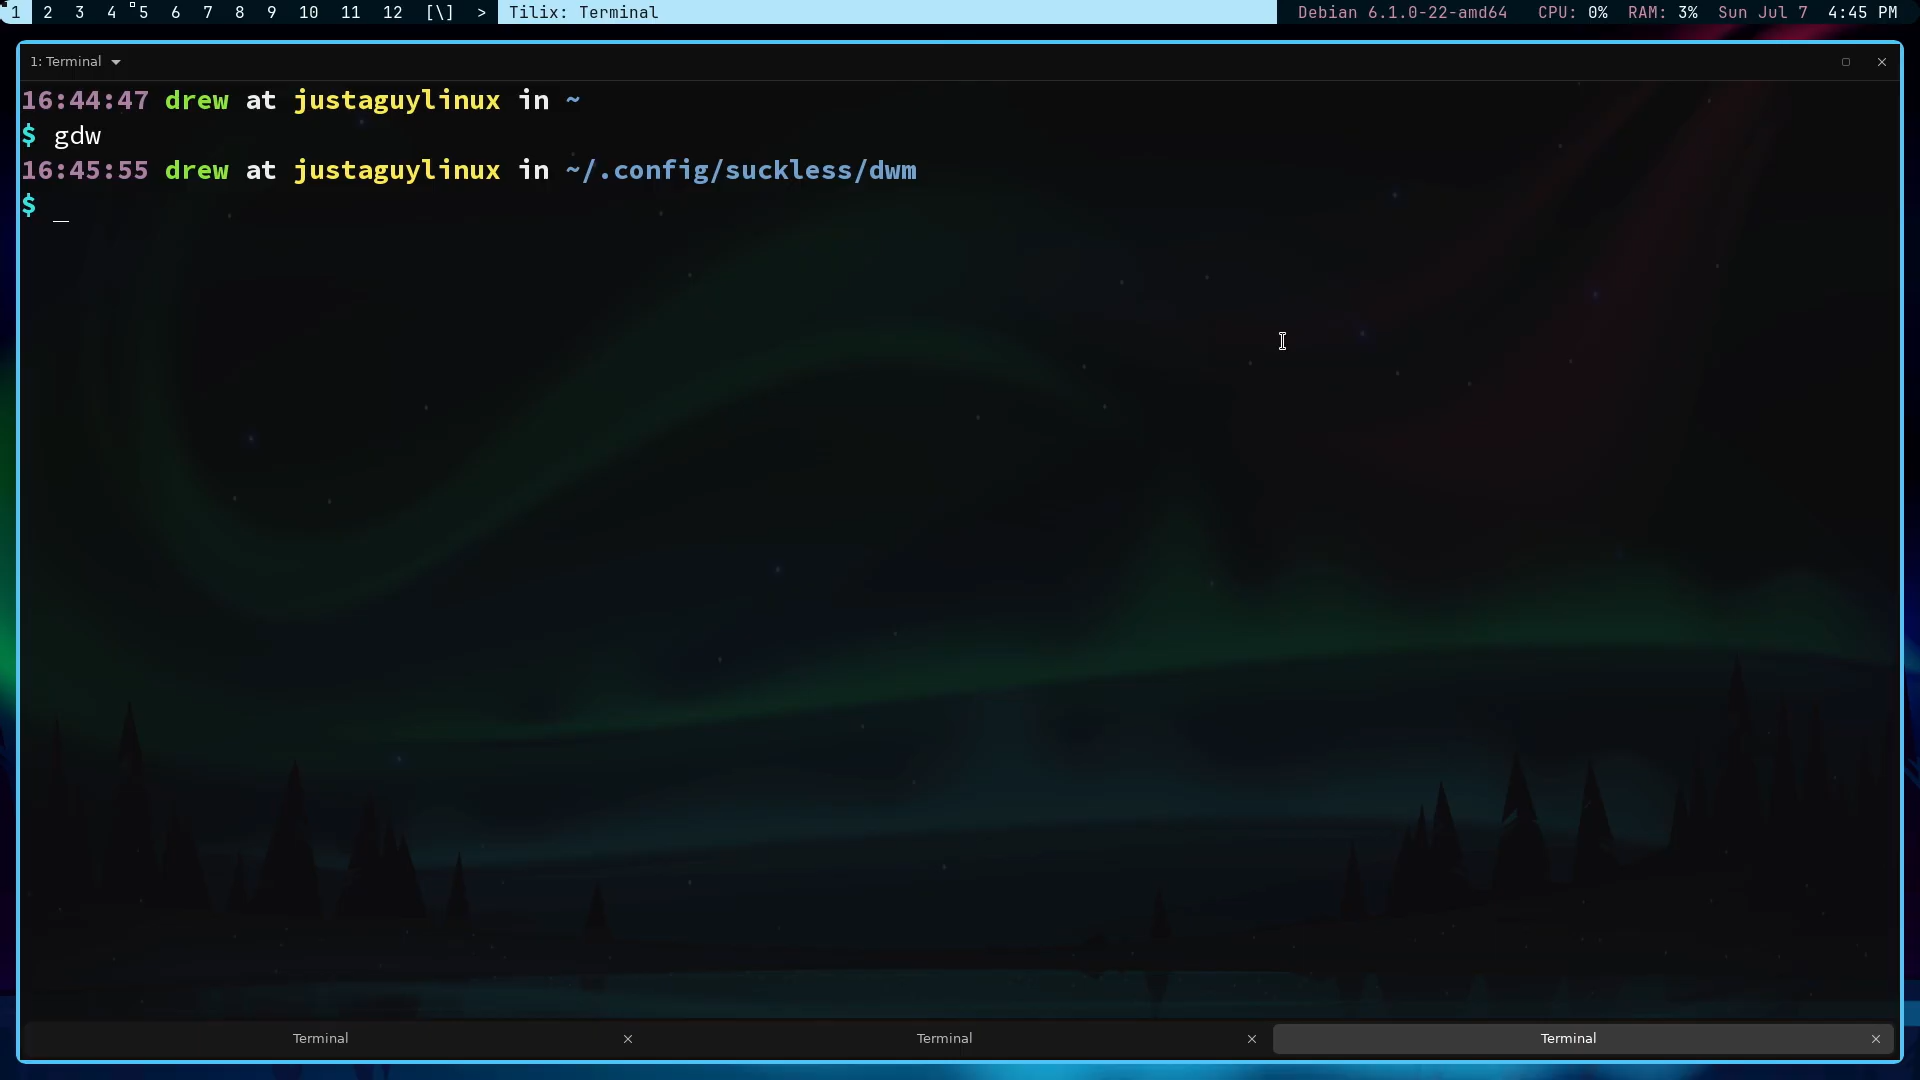 1 2 3 4 5 6 7 8 9 10 11 12 [\] > Tilix: Terminal Debian 6.1.0-22-amd64 CPU: 0% RAM: 3% Sun Jul 7 4:45 PM
1: Terminal
16:44:47 drew at justaguylinux in ~
$ gdw
16:45:55 drew at justaguylinux in ~/.config/suckless/dwm
$ _
Terminal Terminal Terminal